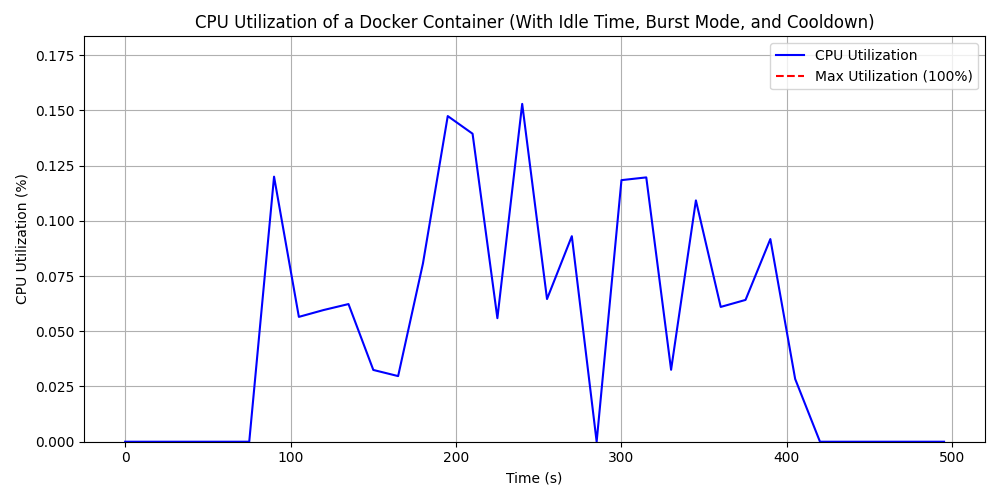 CPU Utilization of a Docker Container (With Idle Time, Burst Mode, and Cooldown)
CPU Utilization
Max Utilization (100%)
CPU Utilization (%)
0.175
0.150
0.125
0.100
0.075
0.050
0.025
0.000
0 100 200 300 400 500
Time (s)